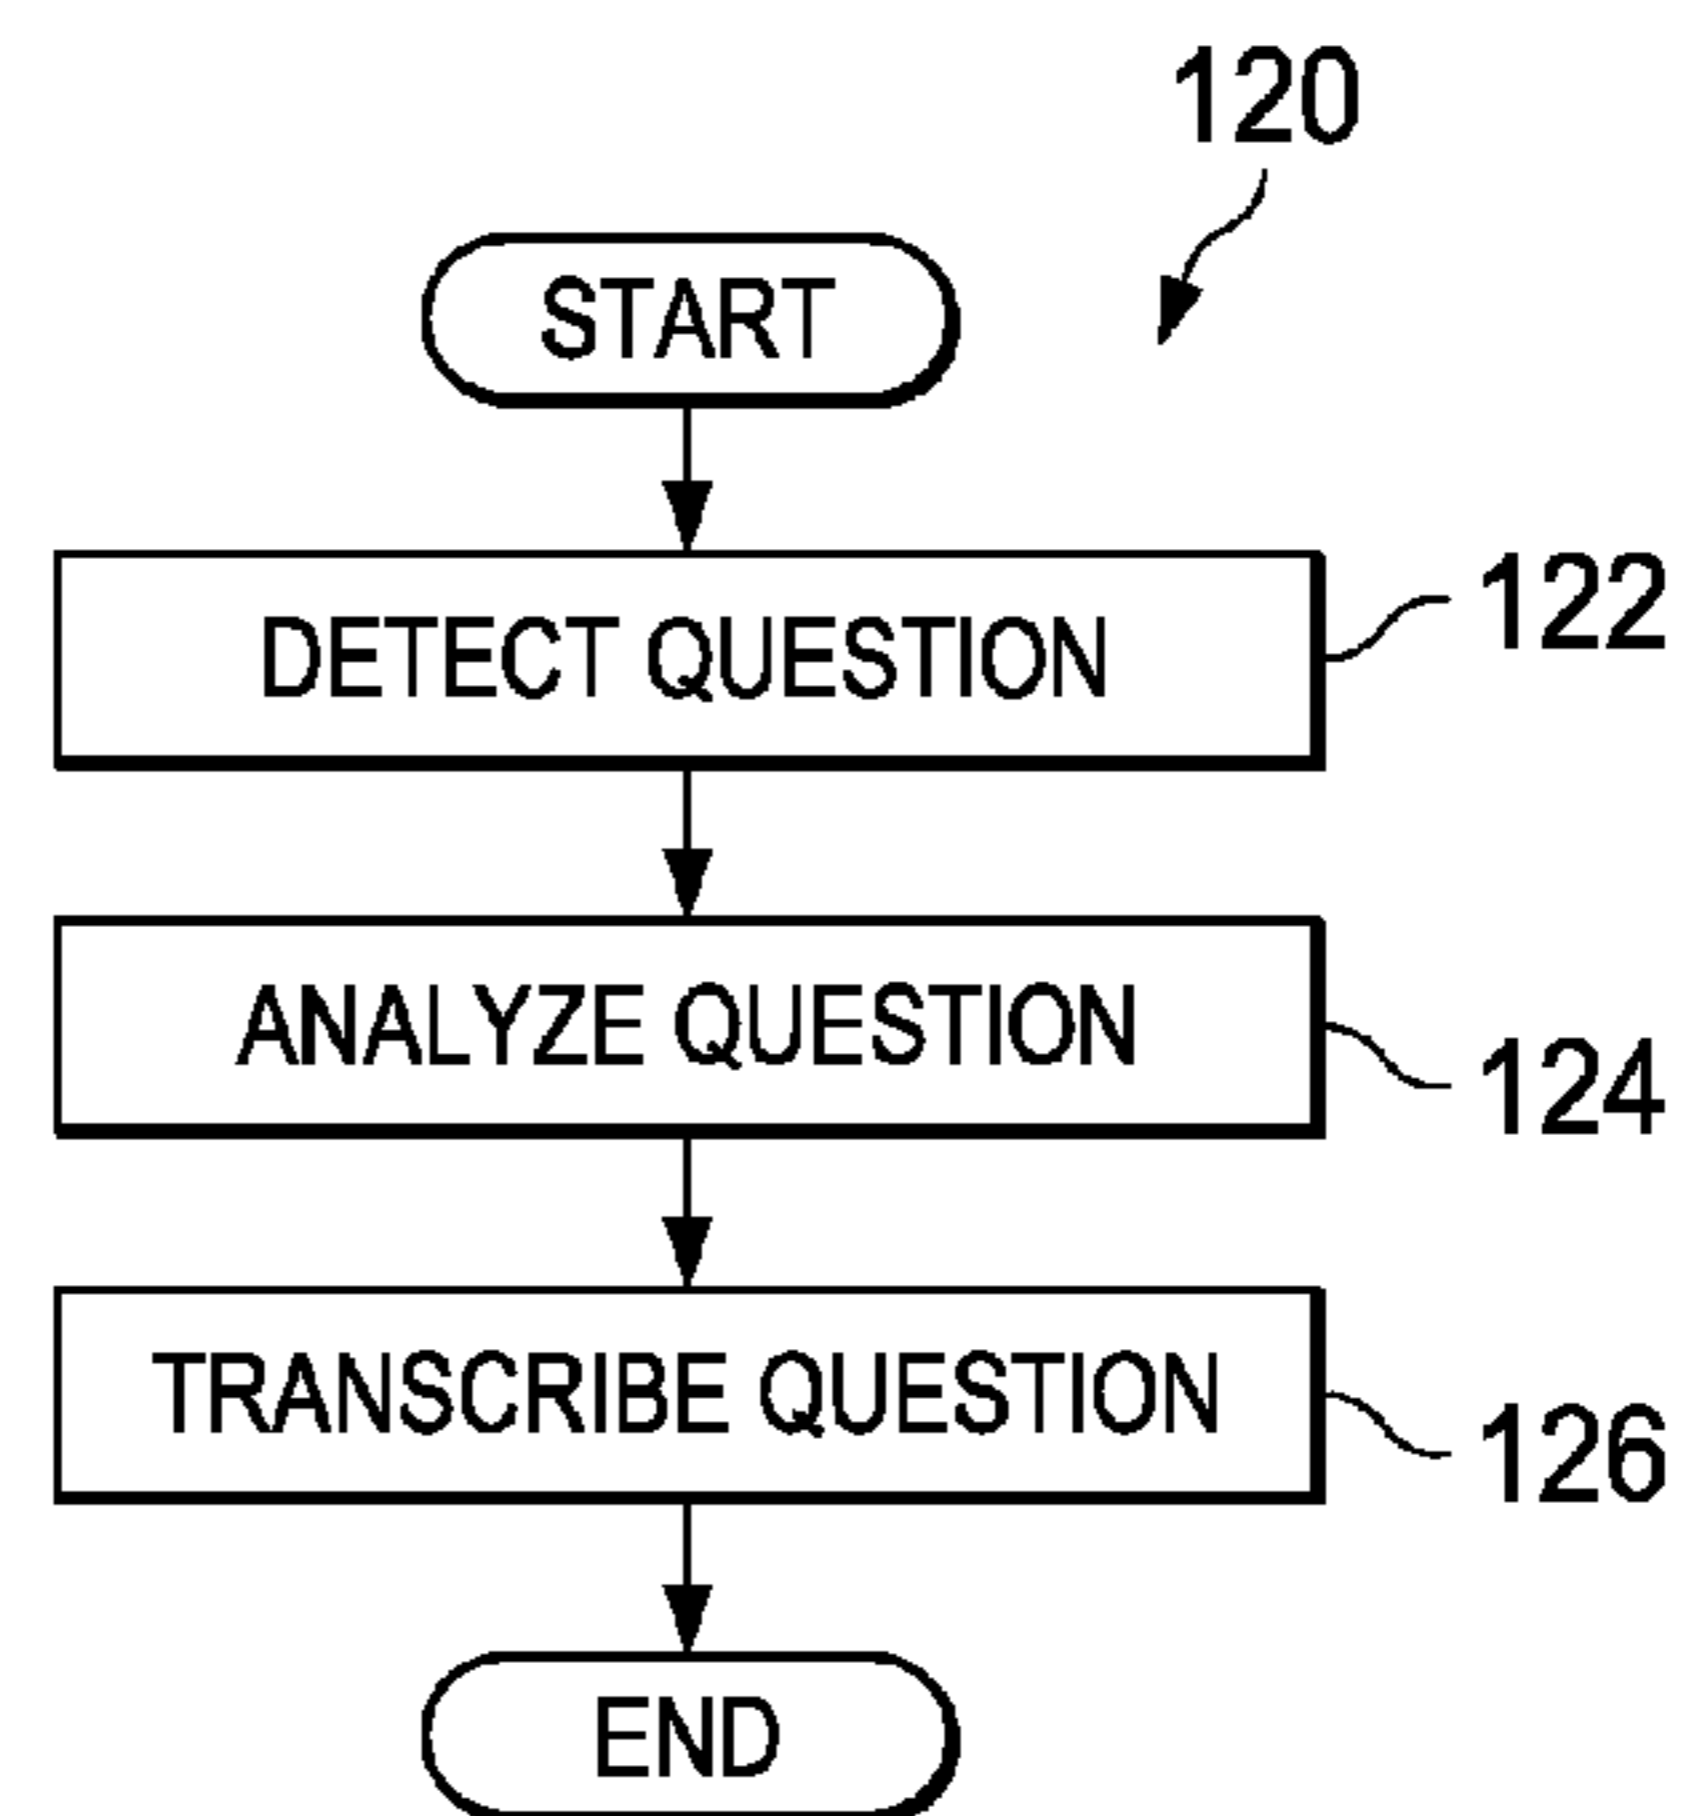 120
START
DETECT QUESTION
122
ANALYZE QUESTION
124
TRANSCRIBE QUESTION
126
END